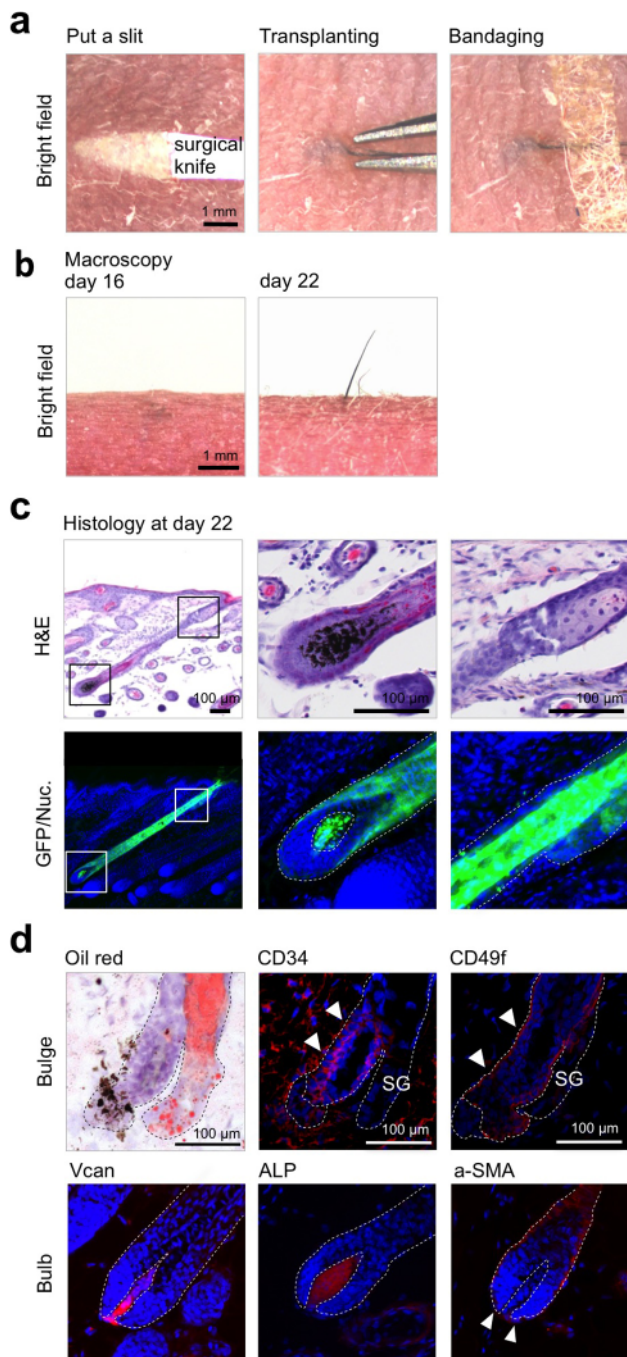 a
Put a slit
Transplanting
Bandaging
Bright field
surgical
knife
1 mm
b
Macroscopy
day 16
day 22
Bright field
1 mm
c
Histology at day 22
H&E
100 µm
100 µm
100 µm
GFP/Nuc.
d
Oil red
CD34
CD49f
Bulge
100 µm
SG
100 µm
SG
100 µm
Vcan
ALP
a-SMA
Bulb